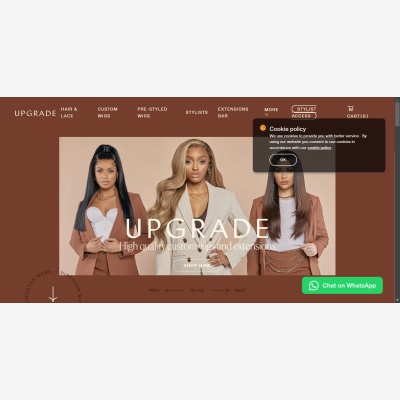 UPGRADE
HAIR & LACE
CUSTOM WIGS
PRE-STYLED WIGS
STYLISTS
EXTENSIONS BAR
MORE
STYLIST ACCESS
CART(0)
Cookie policy
We use cookies to provide you with better service. By
using our website you consent to use cookies in
accordance with our cookie policy
OK
UPGRADE
High quality custom wigs and extensions
SHOP NOW
PREV
NEXT
Chat on WhatsApp